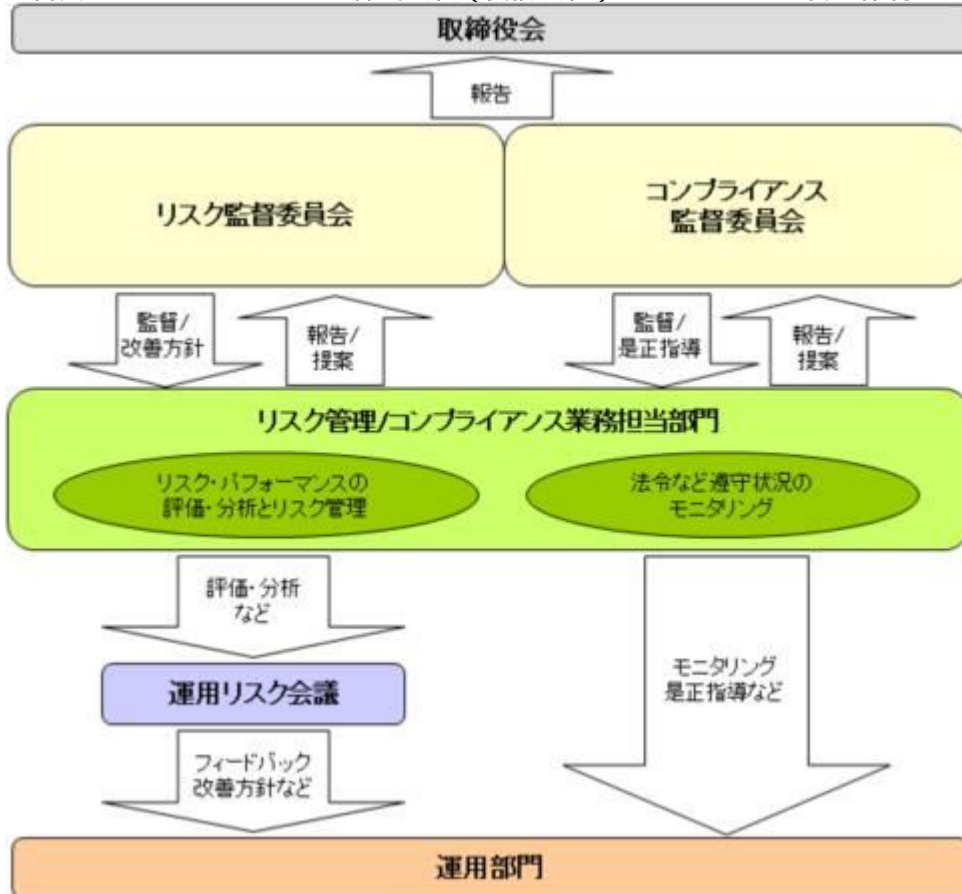 取締役会
報告
リスク監督委員会
コンプライアンス
監督委員会
監督/
改善方針
報告/
提案
監督/
是正指導
報告/
提案
リスク管理/コンプライアンス業務担当部門
リスク・パフォーマンスの
評価・分析とリスク管理
法令など遵守状況の
モニタリング
評価・分析
など
運用リスク会議
モニタリング
是正指導など
フィードバック
改善方針など
運用部門